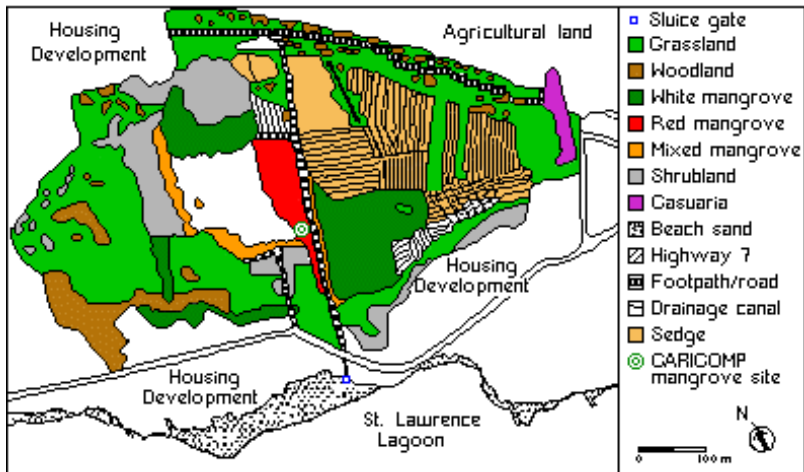 Housing
Development
Agricultural land
Housing
Development
Housing
Development
St. Lawrence
Lagoon
Sluice gate
Grassland
Woodland
White mangrove
Red mangrove
Mixed mangrove
Shrubland
Casuaria
Beach sand
Highway 7
Footpath/road
Drainage canal
Sedge
CARICOMP
mangrove site
N
0 100 m